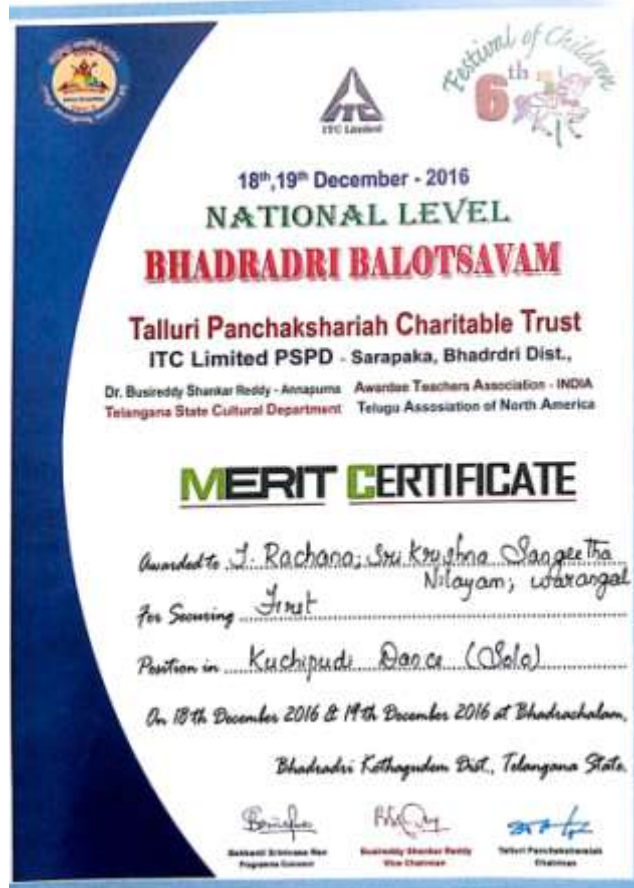 Festival of Children
6th
ITC Limited
18th,19th December - 2016
NATIONAL LEVEL
BHADRADRI BALOTSAVAM
Talluri Panchakshariah Charitable Trust
ITC Limited PSPD - Sarapaka, Bhadrdri Dist.,
Dr. Busireddy Shankar Reddy - Annapurna Awardee Teachers Association - INDIA
Telangana State Cultural Department Telugu Assosiation of North America
MERIT CERTIFICATE
Awarded to J. Rachana; Sri Krishna Sangeetha
Nilayam; Warangal
For Securing First
Position in Kuchipudi Dance (Solo)
On 18th December 2016 & 19th December 2016 at Bhadrachalam,
Bhadradri Kothagudem Dist., Telangana State.
Busireddy Shankar Reddy
Talluri Panchakshariah
Programme Convenor
Vice Chairman
Chairman